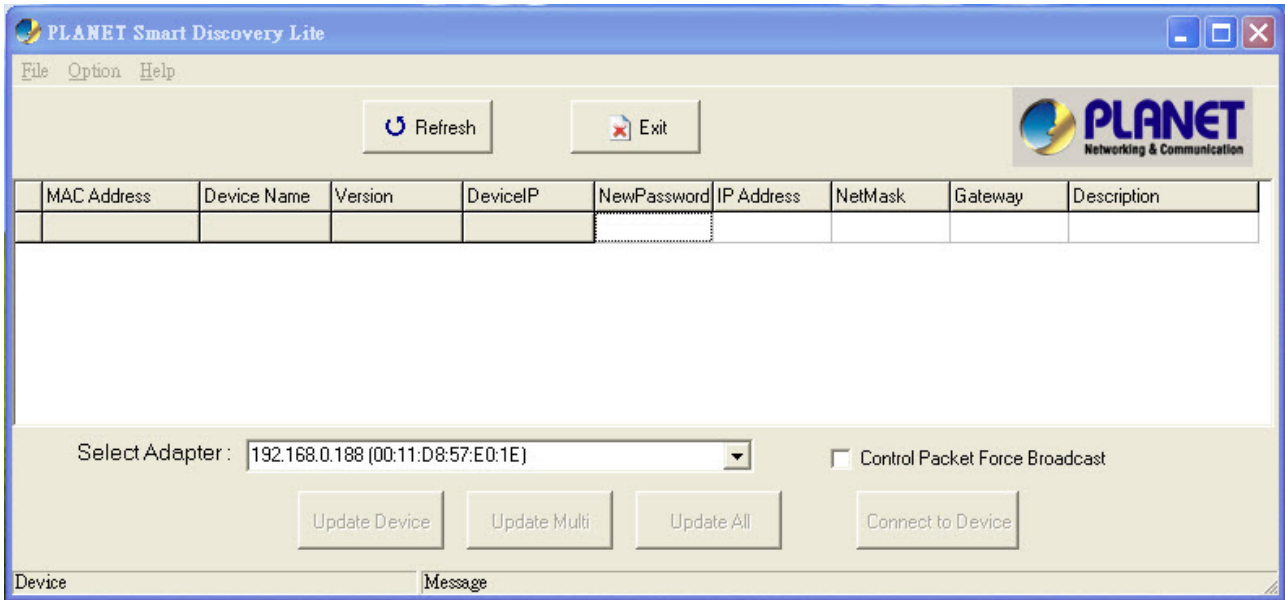 PLANET Smart Discovery Lite
File Option Help
Refresh Exit
PLANET
Networking & Communication
MAC Address Device Name Version DeviceIP NewPassword IP Address NetMask Gateway Description
Select Adapter : 192.168.0.188 (00:11:D8:57:E0:1E) Control Packet Force Broadcast
Update Device Update Multi Update All Connect to Device
Device Message